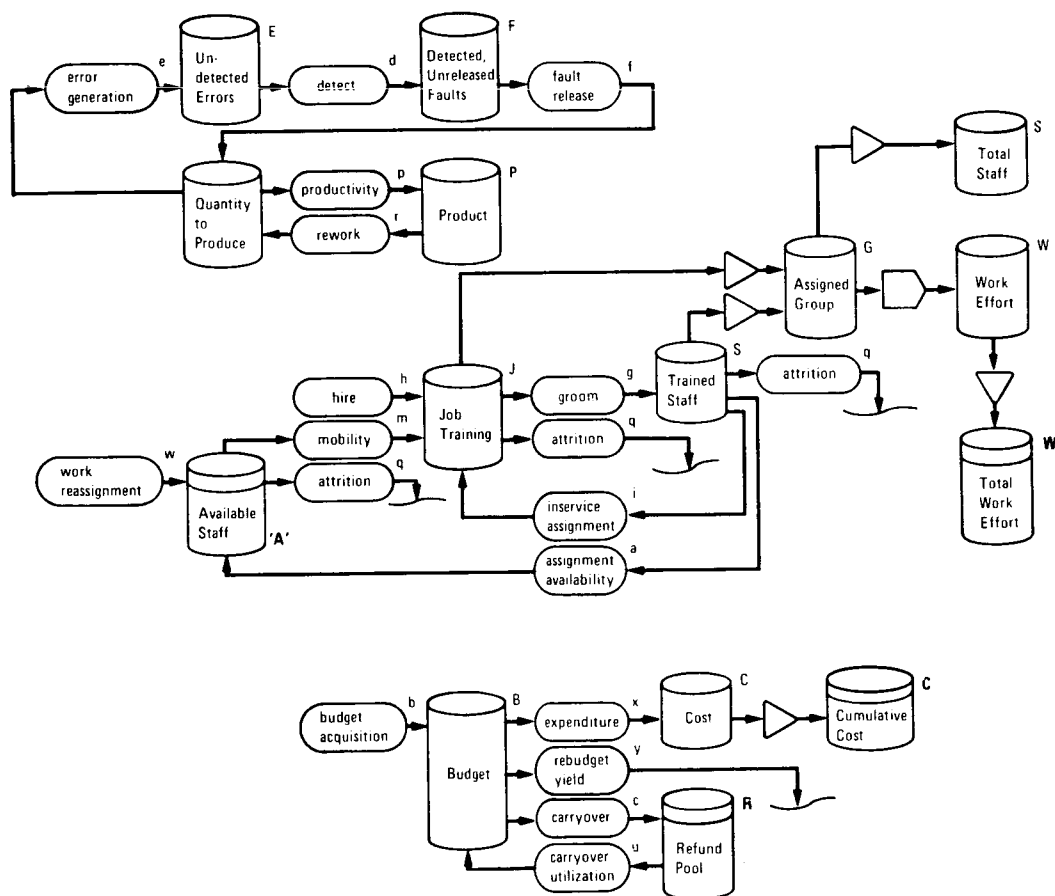 E
Un-
detected
Errors
e
error
generation
d
detect
F
Detected,
Unreleased
Faults
f
fault
release
Quantity
to
Produce
p
productivity
r
rework
P
Product
S
Total
Staff
G
Assigned
Group
W
Work
Effort
W
Total
Work
Effort
h
hire
m
mobility
q
attrition
w
work
reassignment
Available
Staff
'A'
J
Job
Training
g
groom
q
attrition
S
Trained
Staff
q
attrition
i
inservice
assignment
a
assignment
availability
b
budget
acquisition
B
Budget
x
expenditure
y
rebudget
yield
c
carryover
u
carryover
utilization
C
Cost
C
Cumulative
Cost
R
Refund
Pool